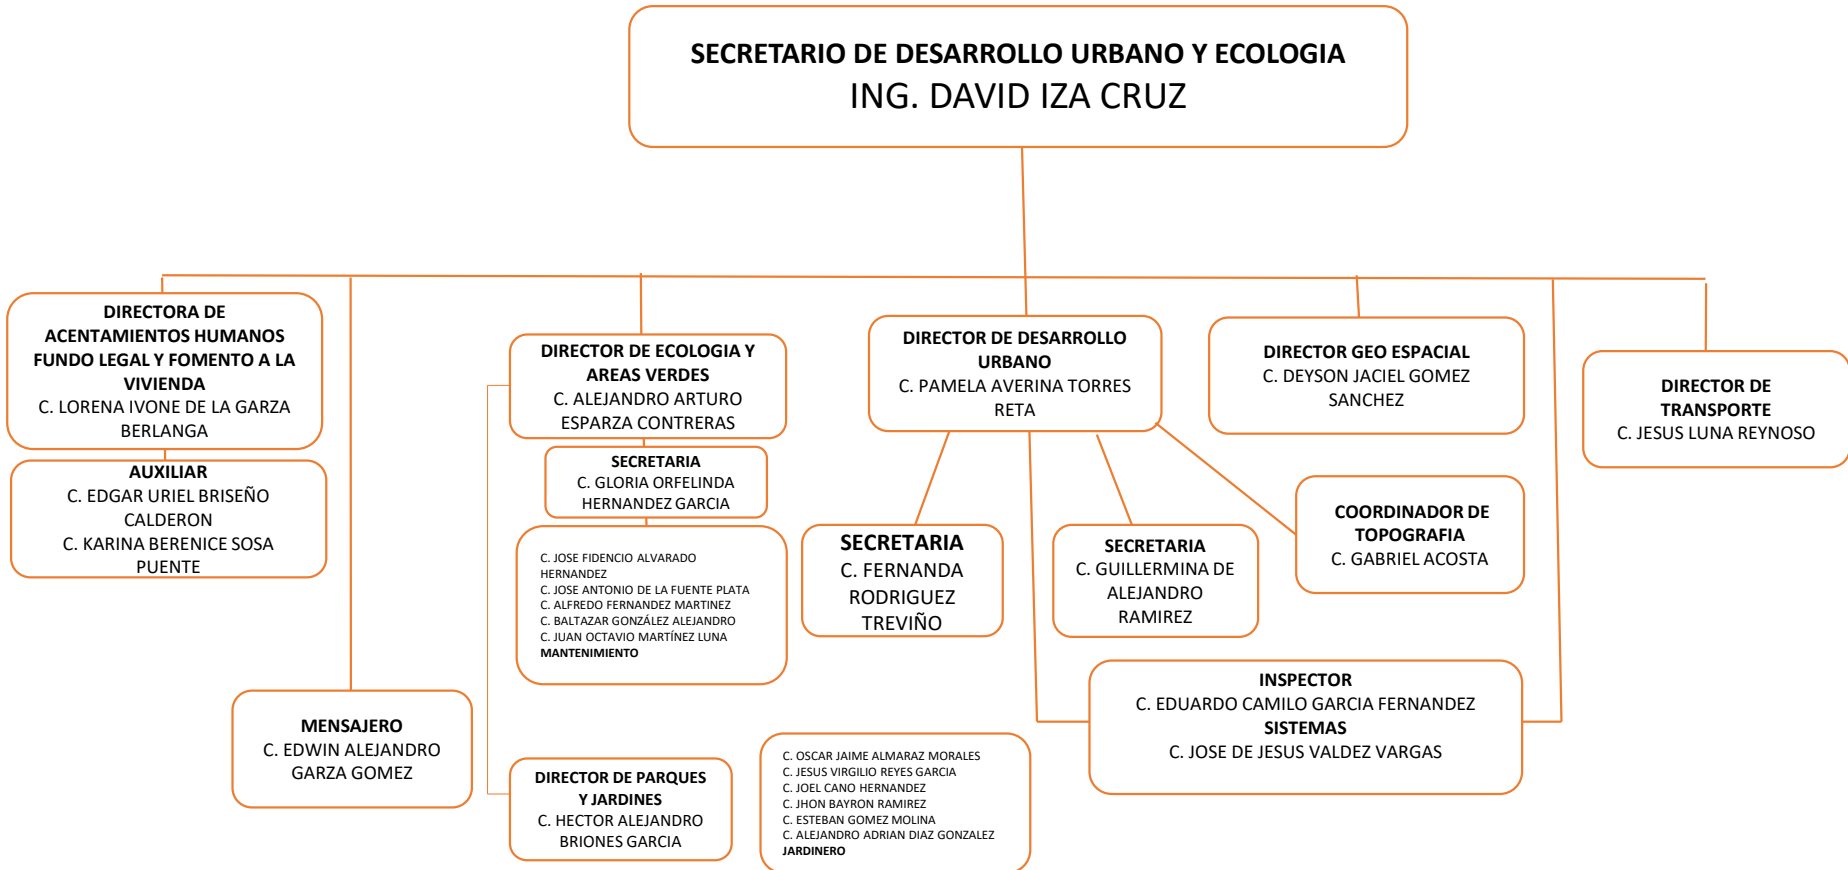 SECRETARIO DE DESARROLLO URBANO Y ECOLOGIA
ING. DAVID IZA CRUZ
DIRECTORA DE
ACENTAMIENTOS HUMANOS
FUNDO LEGAL Y FOMENTO A LA
VIVIENDA
C. LORENA IVONE DE LA GARZA
BERLANGA
AUXILIAR
C. EDGAR URIEL BRISEÑO
CALDERON
C. KARINA BERENICE SOSA
PUENTE
MENSAJERO
C. EDWIN ALEJANDRO
GARZA GOMEZ
DIRECTOR DE ECOLOGIA Y
AREAS VERDES
C. ALEJANDRO ARTURO
ESPARZA CONTRERAS
SECRETARIA
C. GLORIA ORFELINDA
HERNANDEZ GARCIA
C. JOSE FIDENCIO ALVARADO
HERNANDEZ
C. JOSE ANTONIO DE LA FUENTE PLATA
C. ALFREDO FERNANDEZ MARTINEZ
C. BALTAZAR GONZÁLEZ ALEJANDRO
C. JUAN OCTAVIO MARTÍNEZ LUNA
MANTENIMIENTO
DIRECTOR DE PARQUES
Y JARDINES
C. HECTOR ALEJANDRO
BRIONES GARCIA
C. OSCAR JAIME ALMARAZ MORALES
C. JESUS VIRGILIO REYES GARCIA
C. JOEL CANO HERNANDEZ
C. JHON BAYRON RAMIREZ
C. ESTEBAN GOMEZ MOLINA
C. ALEJANDRO ADRIAN DIAZ GONZALEZ
JARDINERO
DIRECTOR DE DESARROLLO
URBANO
C. PAMELA AVERINA TORRES
RETA
SECRETARIA
C. FERNANDA
RODRIGUEZ
TREVIÑO
SECRETARIA
C. GUILLERMINA DE
ALEJANDRO
RAMIREZ
COORDINADOR DE
TOPOGRAFIA
C. GABRIEL ACOSTA
INSPECTOR
C. EDUARDO CAMILO GARCIA FERNANDEZ
SISTEMAS
C. JOSE DE JESUS VALDEZ VARGAS
DIRECTOR GEO ESPACIAL
C. DEYSON JACIEL GOMEZ
SANCHEZ
DIRECTOR DE
TRANSPORTE
C. JESUS LUNA REYNOSO